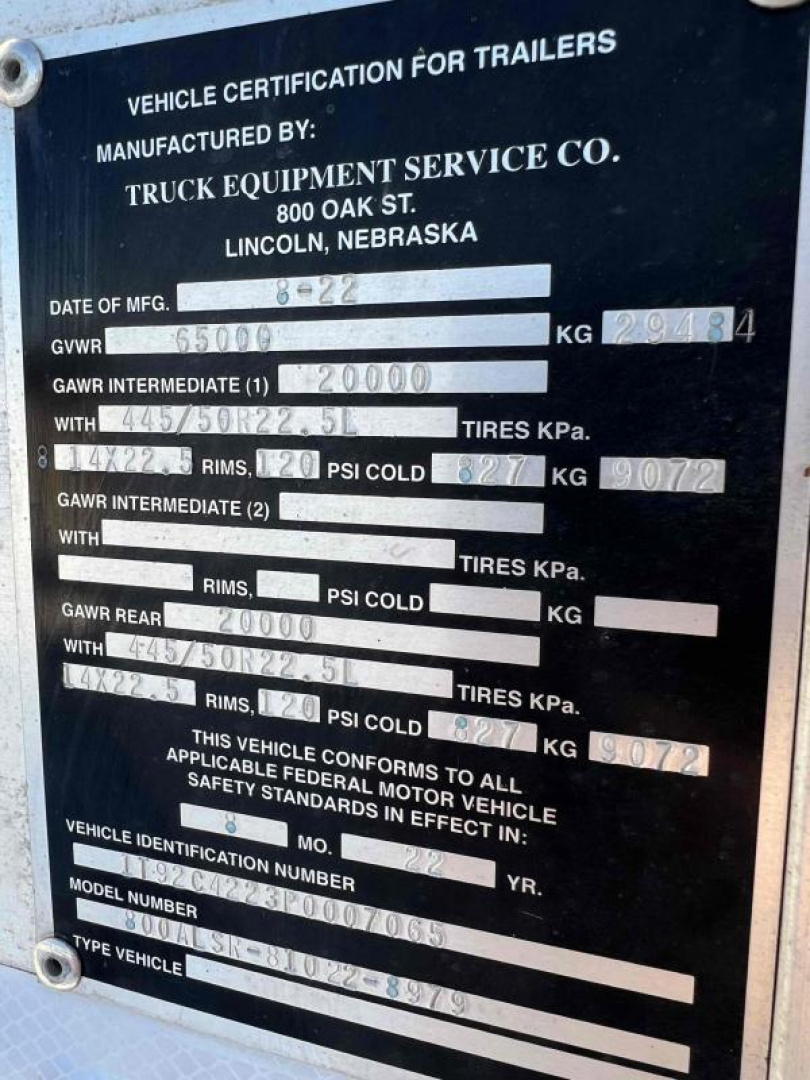 VEHICLE CERTIFICATION FOR TRAILERS
MANUFACTURED BY:
TRUCK EQUIPMENT SERVICE CO.
800 OAK ST.
LINCOLN, NEBRASKA
DATE OF MFG. 8-22
GVWR 65000 KG 29484
GAWR INTERMEDIATE (1) 20000
WITH 445/50R22.5L TIRES KPa.
8 14X22.5 RIMS, 120 PSI COLD 827 KG 9072
GAWR INTERMEDIATE (2)
WITH TIRES KPa.
RIMS, PSI COLD KG
GAWR REAR 20000
WITH 445/50R22.5L TIRES KPa.
14X22.5 RIMS, 120 PSI COLD 827 KG 9072
THIS VEHICLE CONFORMS TO ALL
APPLICABLE FEDERAL MOTOR VEHICLE
SAFETY STANDARDS IN EFFECT IN:
8 MO. 22 YR.
VEHICLE IDENTIFICATION NUMBER
1T92C4223P0007065
MODEL NUMBER
800ALSR-81022-8979
TYPE VEHICLE